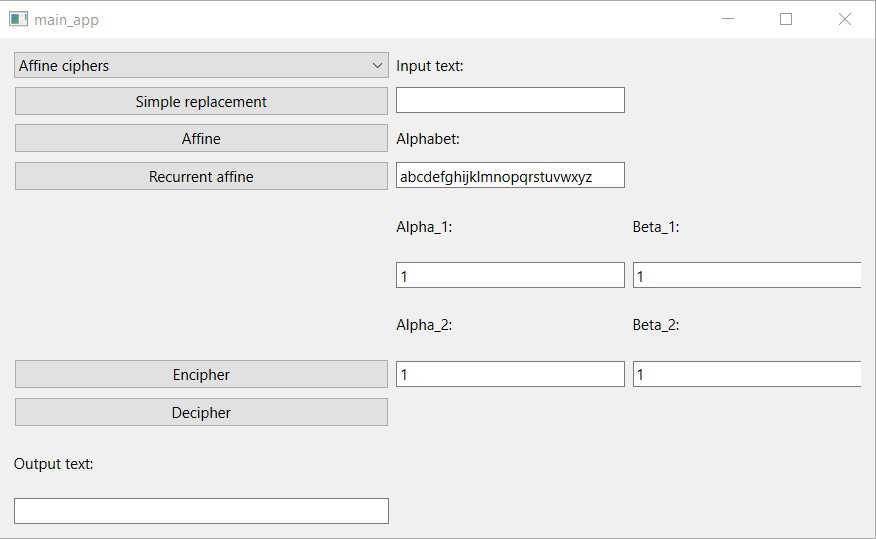 main_app
Affine ciphers
Input text:
Simple replacement
Affine
Alphabet:
Recurrent affine
abcdefghijklmnopqrstuvwxyz
Alpha_1:
Beta_1:
1
1
Alpha_2:
Beta_2:
Encipher
1
1
Decipher
Output text: